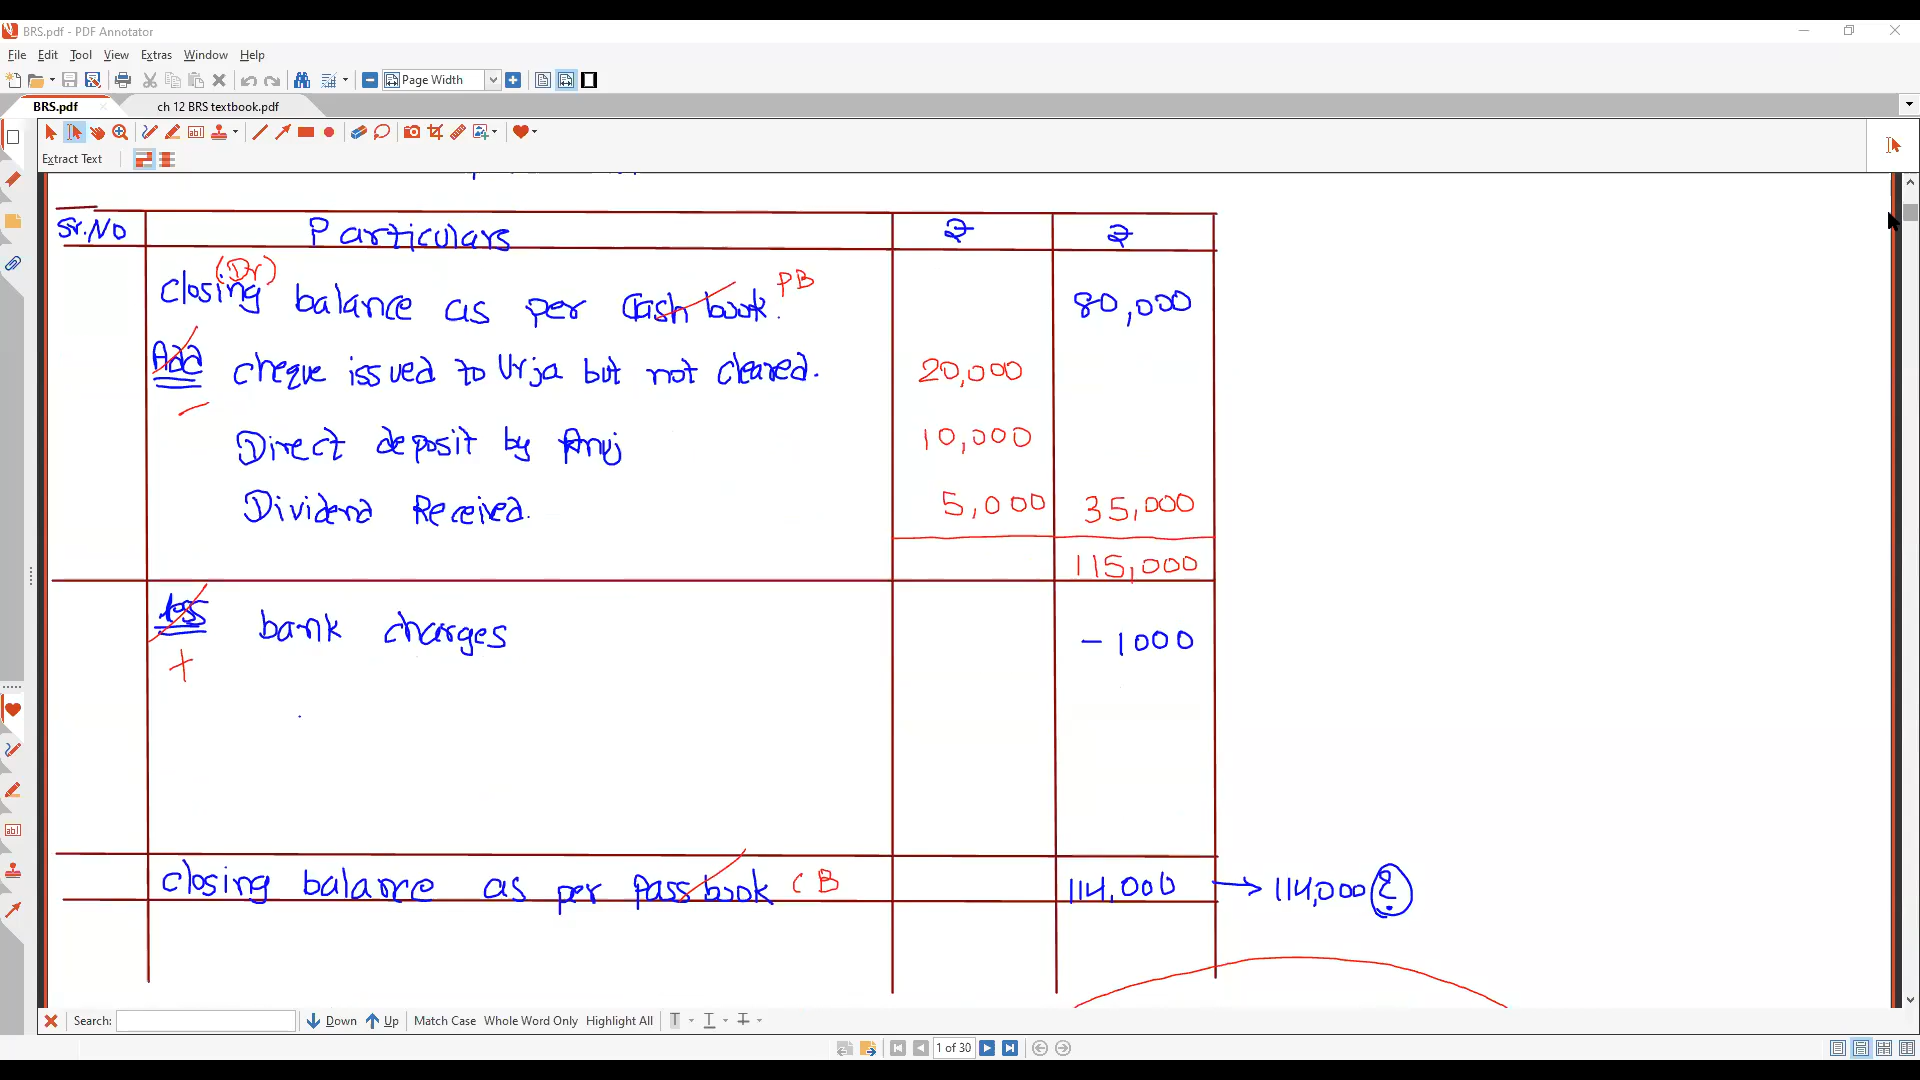 BRS.pdf - PDF Annotator
File Edit Tool View Extras Window Help
Page Width
BRS.pdf ch 12 BRS textbook.pdf
Extract Text
Sr.No Particulars ₹ ₹
(Dr)
closing balance as per Cash book. PB 80,000
Add cheque issued to Urja but not cleared. 20,000
Direct deposit by Anuj 10,000
Dividend Received. 5,000 35,000
115,000
less bank charges - 1000
+
closing balance as per Pass book CB 114,000 → 114,000
Search: Down Up Match Case Whole Word Only Highlight All
1 of 30